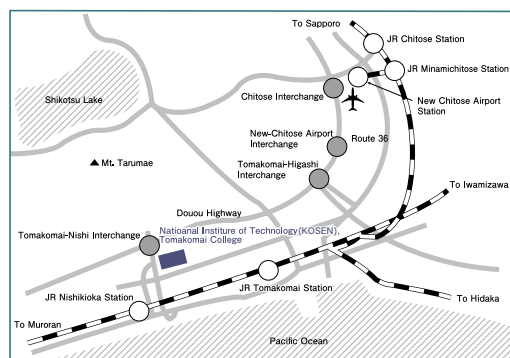 To Sapporo
JR Chitose Station
JR Minamichitose Station
Chitose Interchange
New Chitose Airport
Station
Shikotsu Lake
New-Chitose Airport
Interchange
Route 36
Mt. Tarumae
Tomakomai-Higashi
Interchange
To Iwamizawa
Douou Highway
Natioanal Institute of Technology(KOSEN),
Tomakomai College
Tomakomai-Nishi Interchange
JR Tomakomai Station
JR Nishikioka Station
To Hidaka
To Muroran
Pacific Ocean